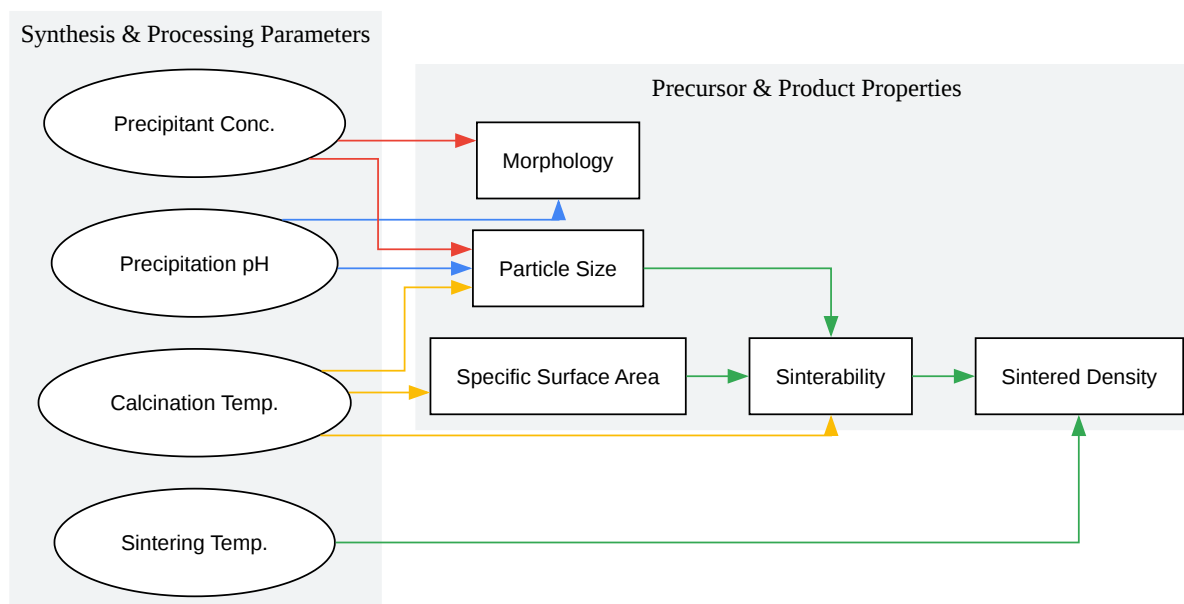 Synthesis & Processing Parameters
Precursor & Product Properties
Precipitant Conc.
Morphology
Precipitation pH
Particle Size
Calcination Temp.
Specific Surface Area
Sinterability
Sintered Density
Sintering Temp.